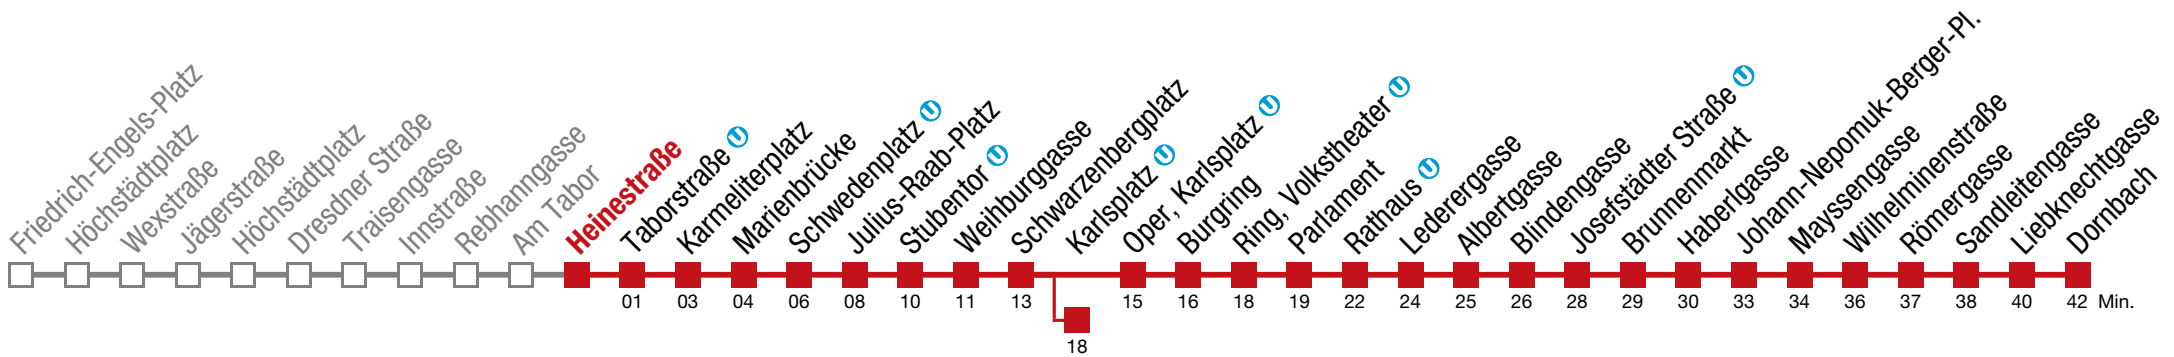 Friedrich-Engels-Platz
Höchstädtplatz
Wexstraße
Jägerstraße
Höchstädtplatz
Dresdner Straße
Traisengasse
Innstraße
Rebhanngasse
Am Tabor
Heinestraße
Taborstraße U
Karmeliterplatz
Marienbrücke
Schwedenplatz U
Julius-Raab-Platz
Stubentor U
Weihburggasse
Schwarzenbergplatz
Karlsplatz U
Oper, Karlsplatz U
Burgring
Ring, Volkstheater U
Parlament
Rathaus U
Lederergasse
Albertgasse
Blindengasse
Josefstädter Straße U
Brunnenmarkt
Haberlgasse
Johann-Nepomuk-Berger-Pl.
Mayssengasse
Wilhelminenstraße
Römergasse
Sandleitengasse
Liebknechtgasse
Dornbach
01 03 04 06 08 10 11 13 15 16 18 19 22 24 25 26 28 29 30 33 34 36 37 38 40 42 Min.
18